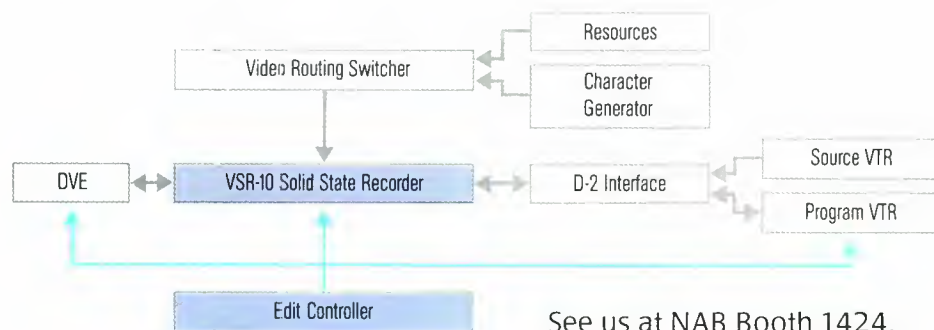 Resources
Video Routing Switcher
Character
Generator
Source VTR
DVE
VSR-10 Solid State Recorder
D-2 Interface
Program VTR
Edit Controller
See us at NAB Booth 1424.